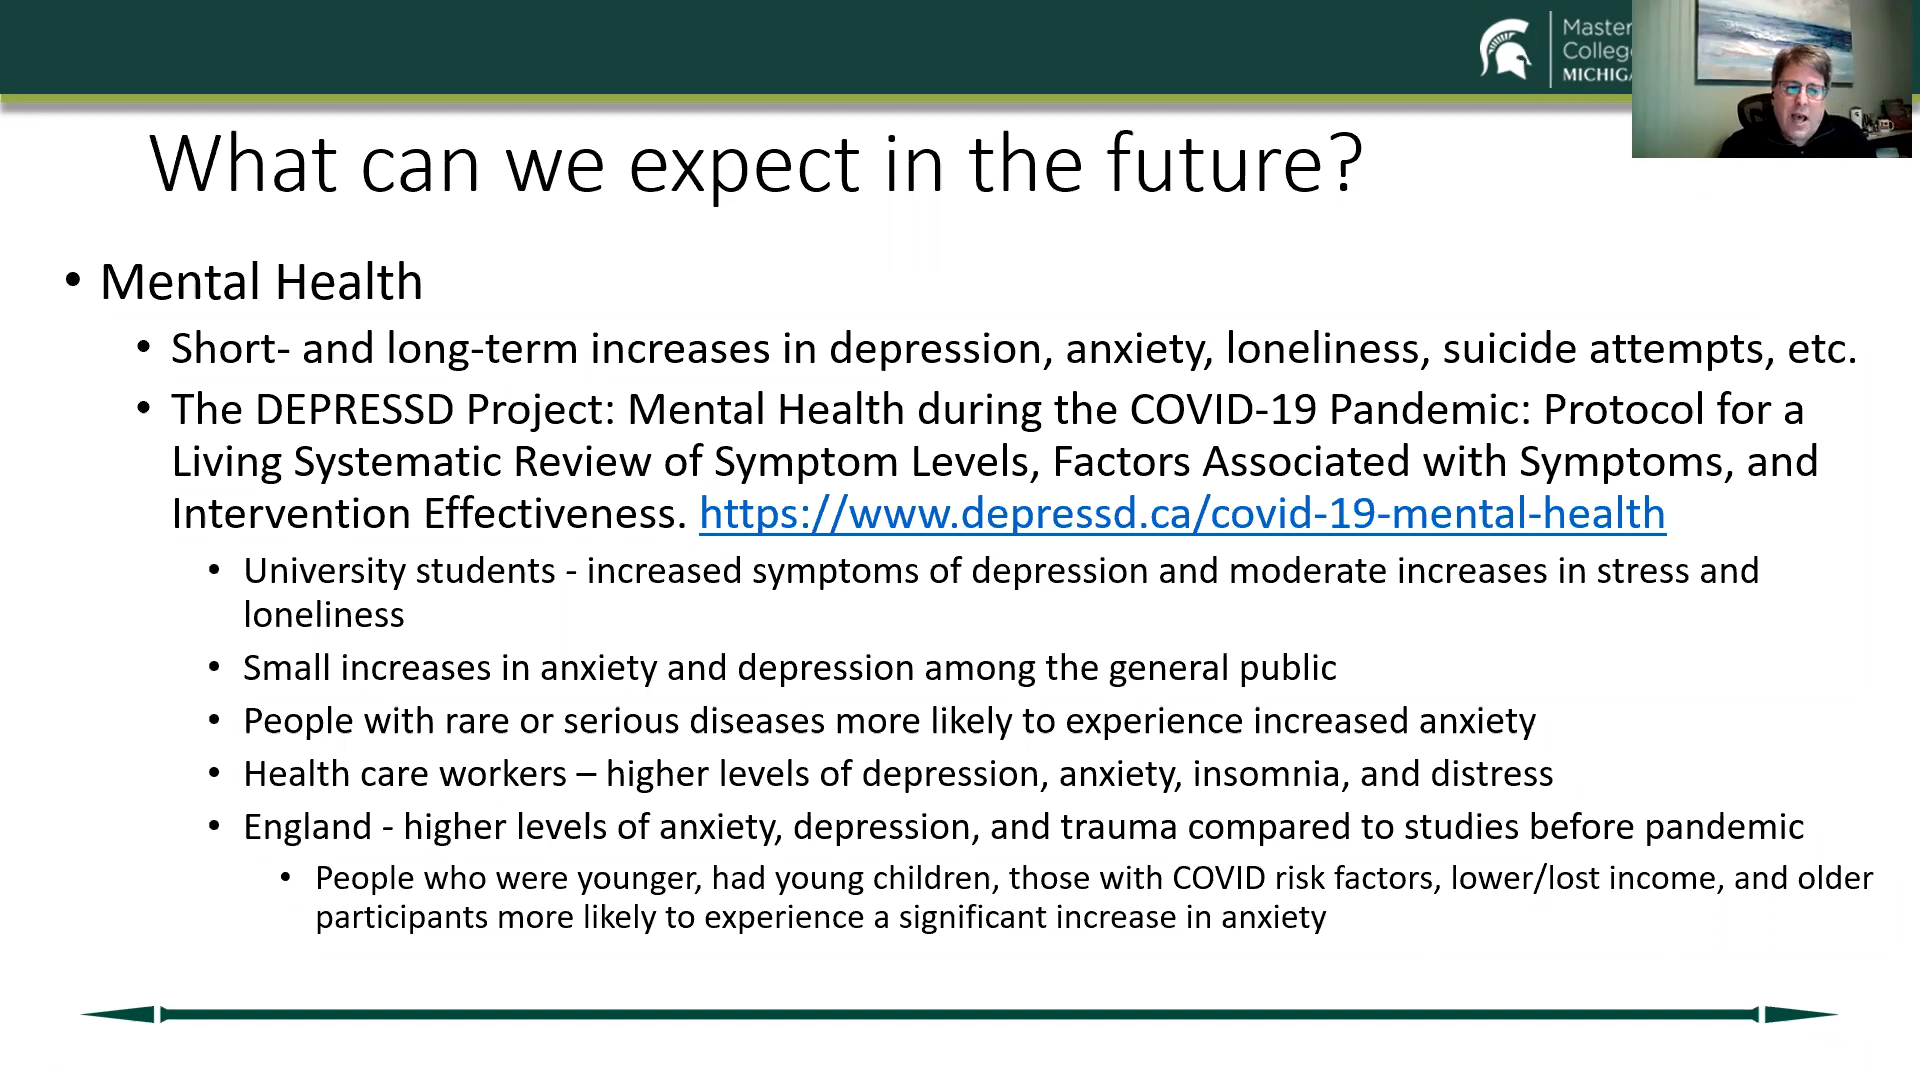 Master
Colleg
MICHIG
What can we expect in the future?
• Mental Health
• Short- and long-term increases in depression, anxiety, loneliness, suicide attempts, etc.
• The DEPRESSD Project: Mental Health during the COVID-19 Pandemic: Protocol for a
Living Systematic Review of Symptom Levels, Factors Associated with Symptoms, and
Intervention Effectiveness. https://www.depressd.ca/covid-19-mental-health
• University students - increased symptoms of depression and moderate increases in stress and
loneliness
• Small increases in anxiety and depression among the general public
• People with rare or serious diseases more likely to experience increased anxiety
• Health care workers – higher levels of depression, anxiety, insomnia, and distress
• England - higher levels of anxiety, depression, and trauma compared to studies before pandemic
• People who were younger, had young children, those with COVID risk factors, lower/lost income, and older
participants more likely to experience a significant increase in anxiety